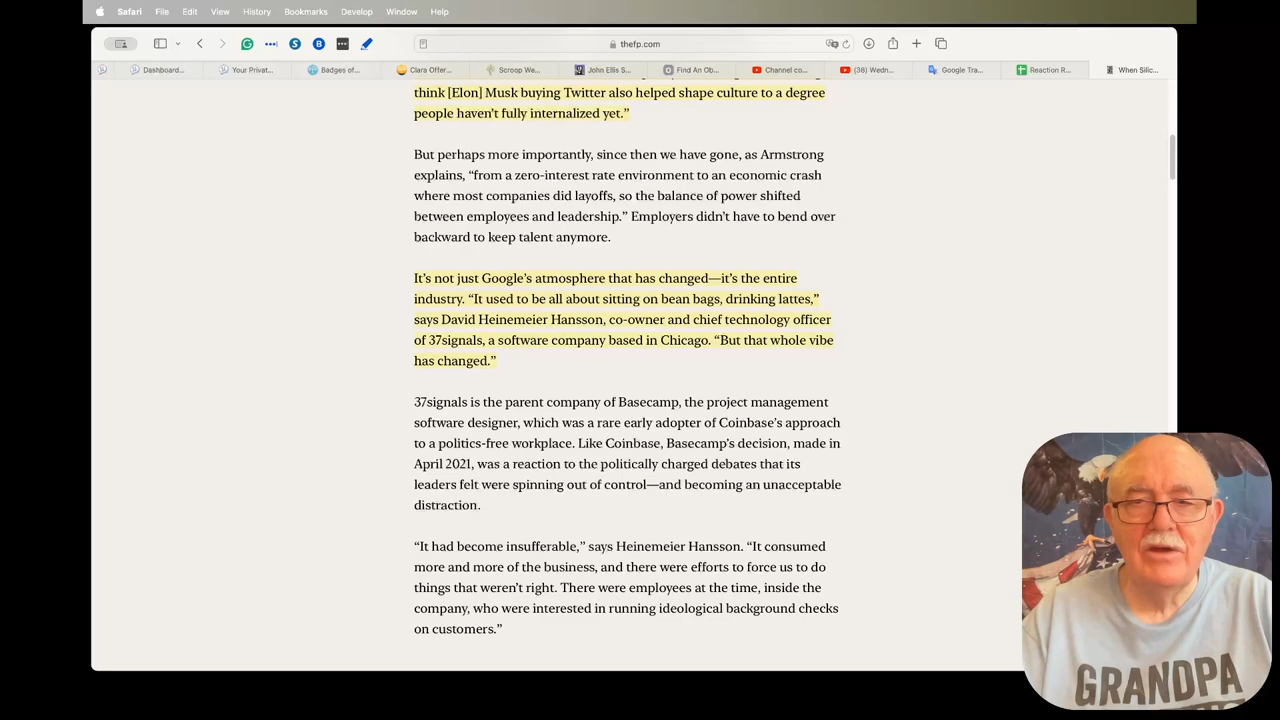 Safari File Edit View History Bookmarks Develop Window Help
thefp.com
Dashboard... Your Privat... Badges of... Clara Offer... Scroop We... John Ellis S... Find An Ob... Channel co... (38) Wedn... Google Tra... Reaction R... When Silic...
think [Elon] Musk buying Twitter also helped shape culture to a degree
people haven’t fully internalized yet.”
But perhaps more importantly, since then we have gone, as Armstrong
explains, “from a zero-interest rate environment to an economic crash
where most companies did layoffs, so the balance of power shifted
between employees and leadership.” Employers didn’t have to bend over
backward to keep talent anymore.
It’s not just Google’s atmosphere that has changed—it’s the entire
industry. “It used to be all about sitting on bean bags, drinking lattes,”
says David Heinemeier Hansson, co-owner and chief technology officer
of 37signals, a software company based in Chicago. “But that whole vibe
has changed.”
37signals is the parent company of Basecamp, the project management
software designer, which was a rare early adopter of Coinbase’s approach
to a politics-free workplace. Like Coinbase, Basecamp’s decision, made in
April 2021, was a reaction to the politically charged debates that its
leaders felt were spinning out of control—and becoming an unacceptable
distraction.
“It had become insufferable,” says Heinemeier Hansson. “It consumed
more and more of the business, and there were efforts to force us to do
things that weren’t right. There were employees at the time, inside the
company, who were interested in running ideological background checks
on customers.”
GRANDPA